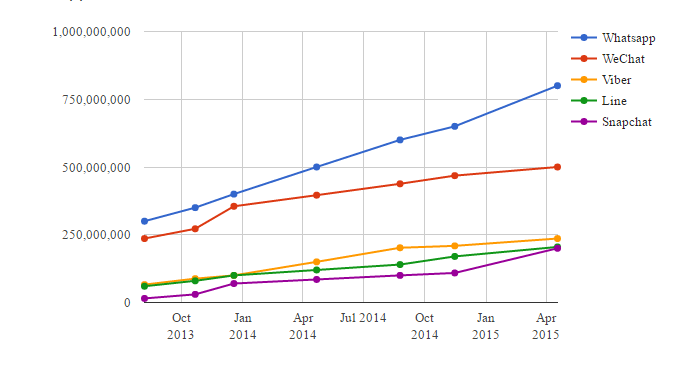 1,000,000,000
750,000,000
500,000,000
250,000,000
0
Oct
2013
Jan
2014
Apr
2014
Jul 2014
Oct
2014
Jan
2015
Apr
2015
Whatsapp
WeChat
Viber
Line
Snapchat